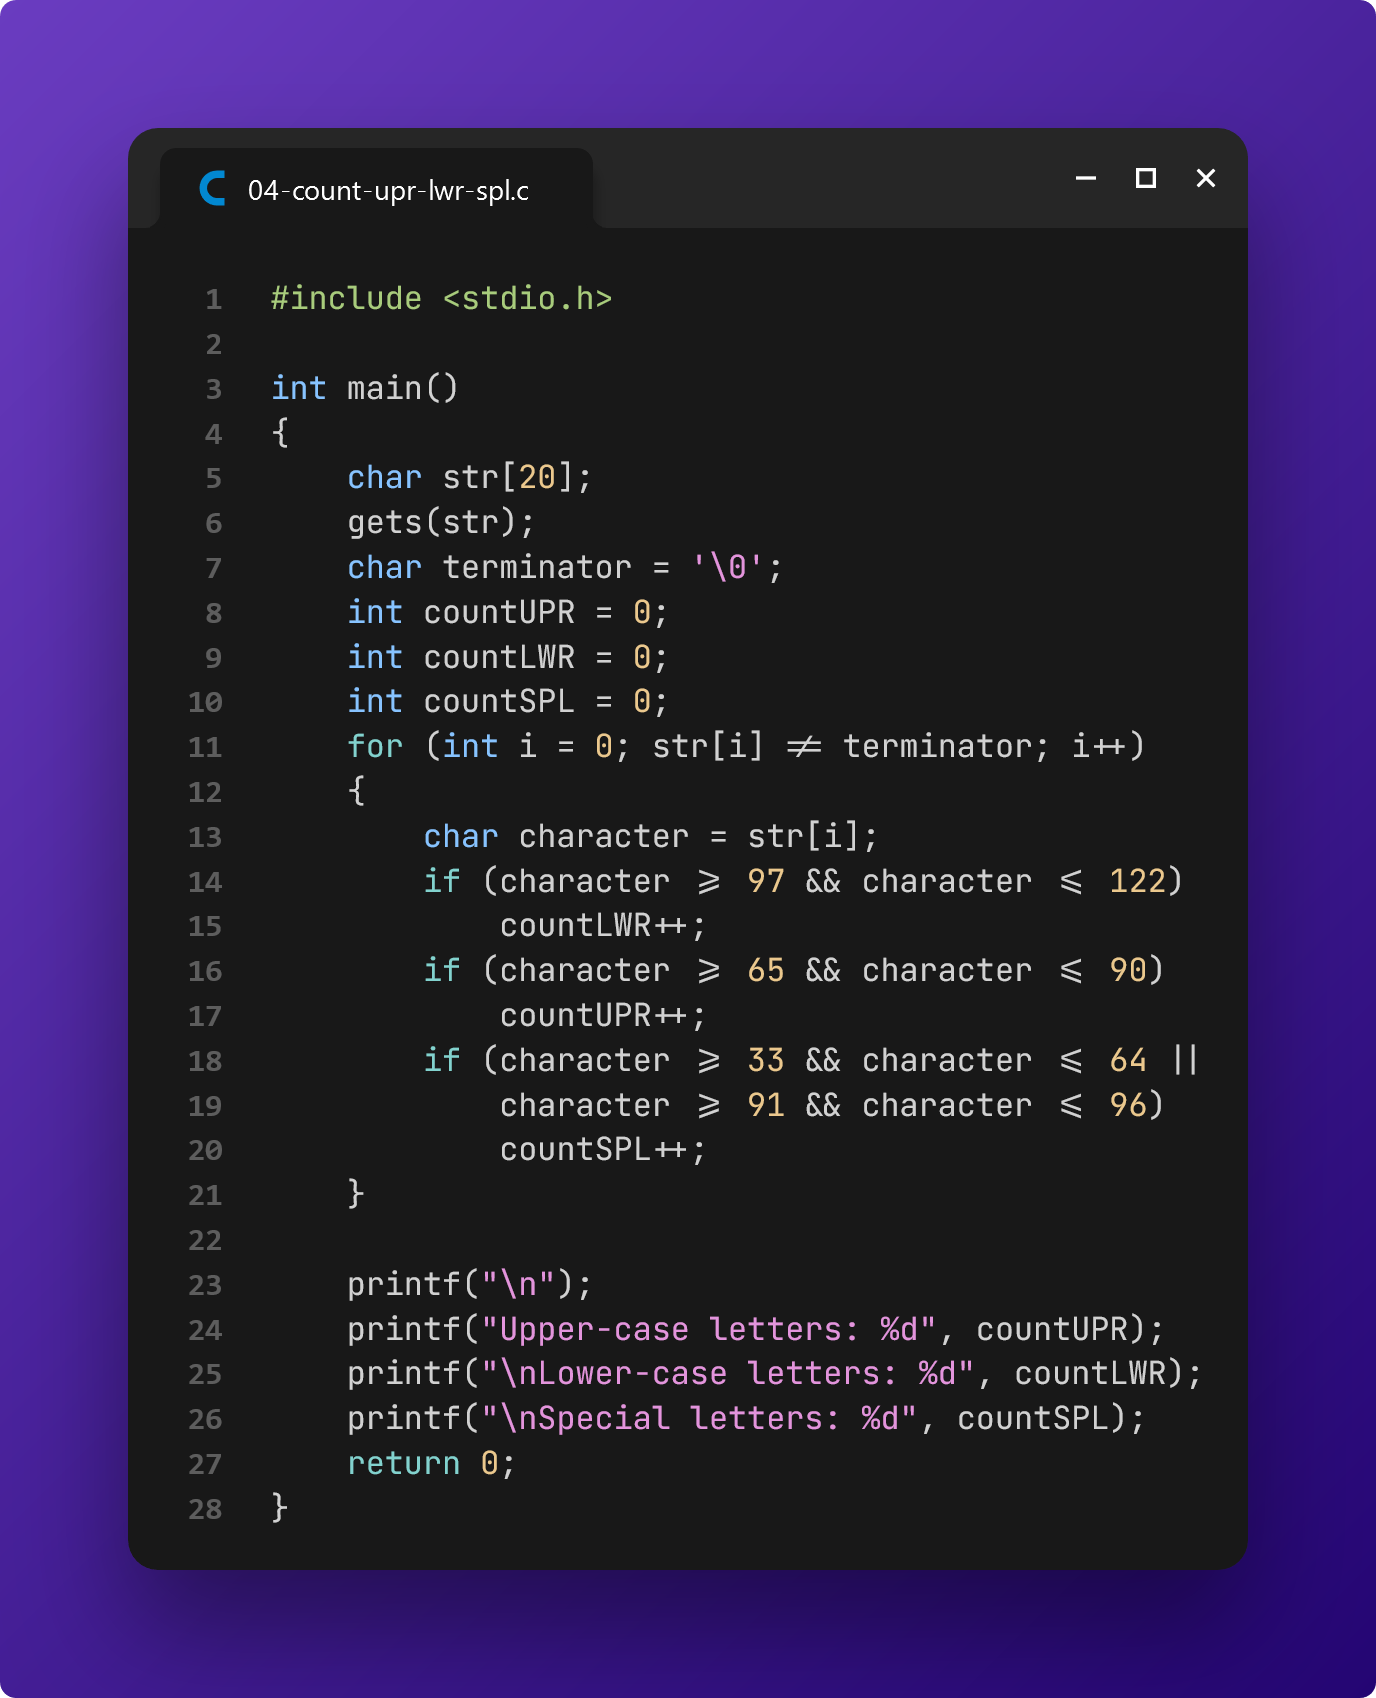 04-count-upr-lwr-spl.c
1 #include <stdio.h>
2
3 int main()
4 {
5     char str[20];
6     gets(str);
7     char terminator = '\0';
8     int countUPR = 0;
9     int countLWR = 0;
10     int countSPL = 0;
11     for (int i = 0; str[i] != terminator; i++)
12     {
13         char character = str[i];
14         if (character >= 97 && character <= 122)
15             countLWR++;
16         if (character >= 65 && character <= 90)
17             countUPR++;
18         if (character >= 33 && character <= 64 ||
19             character >= 91 && character <= 96)
20             countSPL++;
21     }
22
23     printf("\n");
24     printf("Upper-case letters: %d", countUPR);
25     printf("\nLower-case letters: %d", countLWR);
26     printf("\nSpecial letters: %d", countSPL);
27     return 0;
28 }